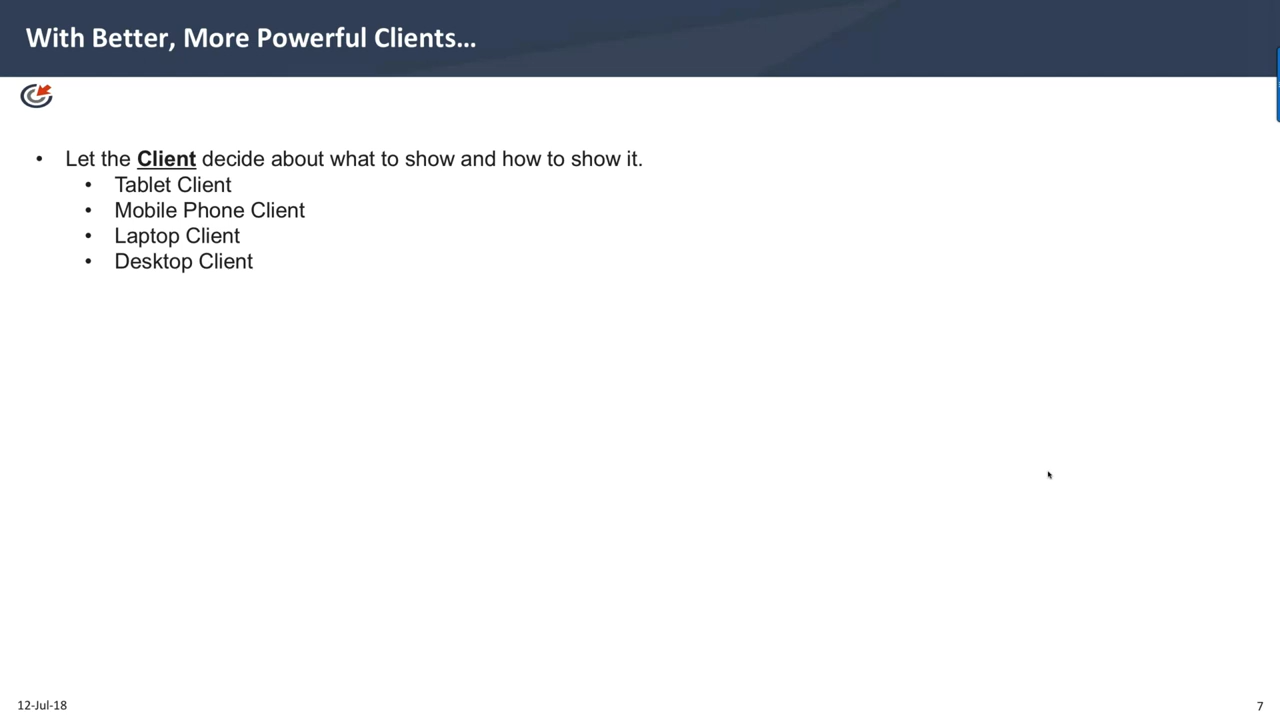 With Better, More Powerful Clients...
• Let the Client decide about what to show and how to show it.
• Tablet Client
• Mobile Phone Client
• Laptop Client
• Desktop Client
12-Jul-18
7